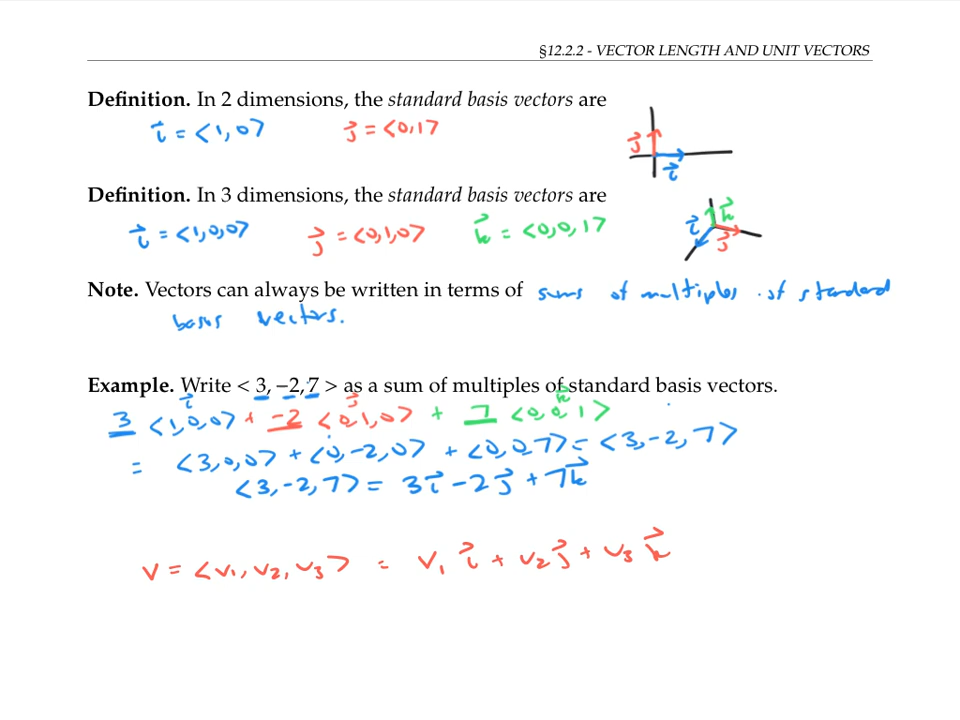 §12.2.2 - VECTOR LENGTH AND UNIT VECTORS
Definition. In 2 dimensions, the standard basis vectors are
i⃗ = <1, 0> j⃗ = <0, 1>
j⃗
i⃗
Definition. In 3 dimensions, the standard basis vectors are
i⃗ = <1, 0, 0> j⃗ = <0, 1, 0> k⃗ = <0, 0, 1>
i⃗ k⃗
j⃗
Note. Vectors can always be written in terms of sums of multiples of standard
basis vectors.
Example. Write < 3, −2, 7 > as a sum of multiples of standard basis vectors.
i⃗ j⃗ k⃗
3 <1, 0, 0> + -2 <0, 1, 0> + 7 <0, 0, 1>
= <3, 0, 0> + <0, -2, 0> + <0, 0, 7> = <3, -2, 7>
<3, -2, 7> = 3i⃗ - 2j⃗ + 7k⃗
v = <v₁, v₂, v₃> = v₁ i⃗ + v₂ j⃗ + v₃ k⃗